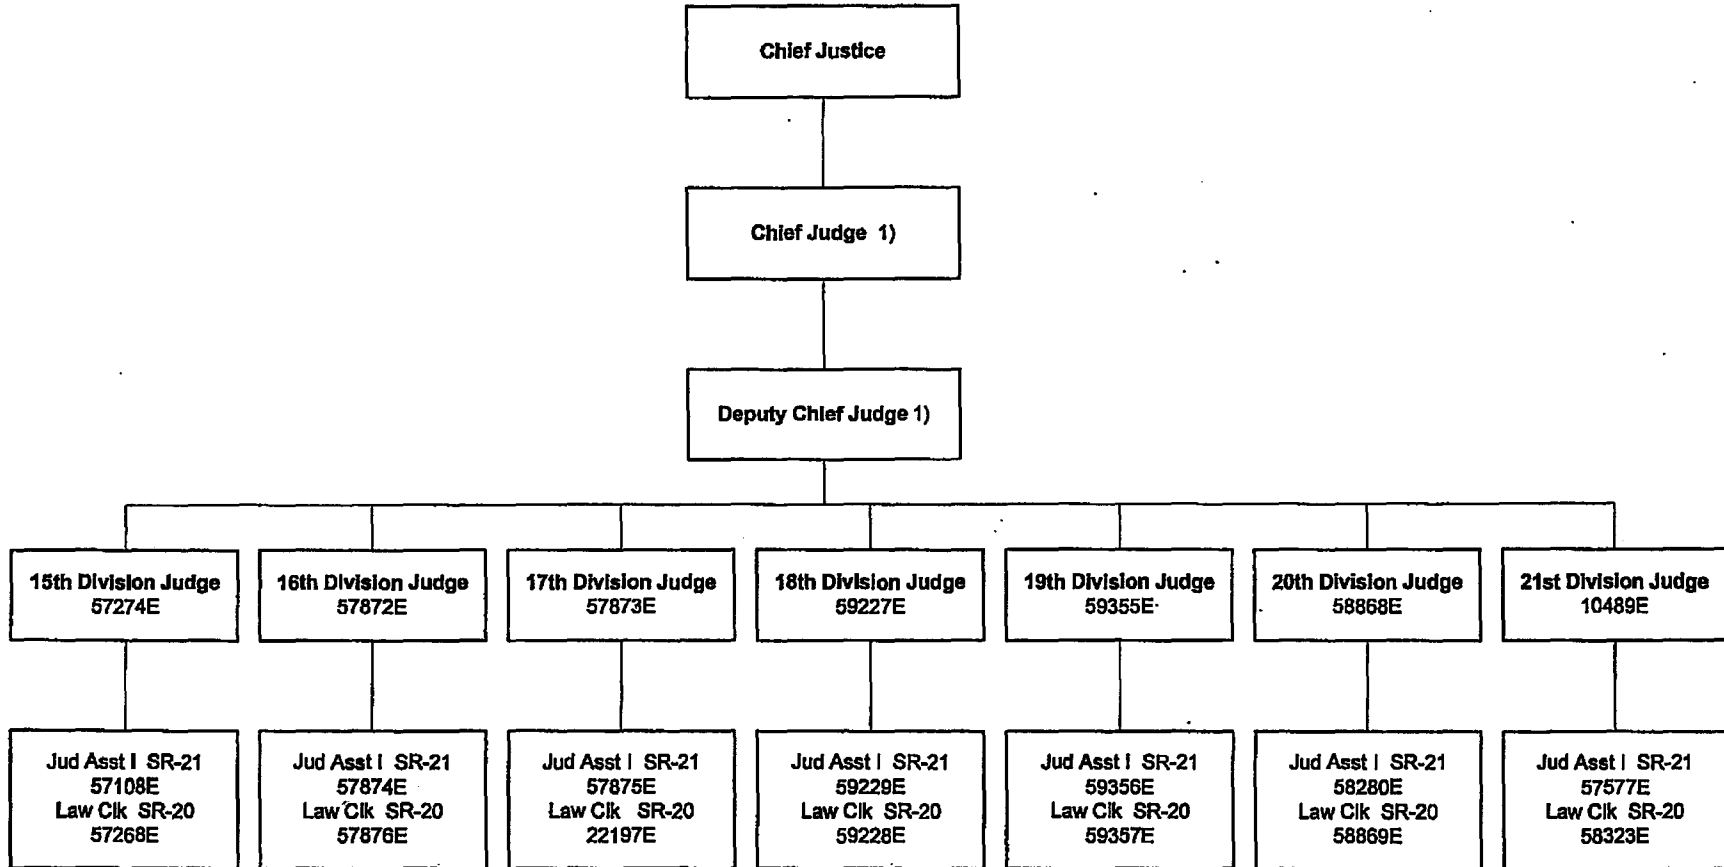 Chief Justice
Chief Judge 1)
Deputy Chief Judge 1)
15th Division Judge
57274E
16th Division Judge
57872E
17th Division Judge
57873E
18th Division Judge
59227E
19th Division Judge
59355E
20th Division Judge
58868E
21st Division Judge
10489E
Jud Asst I SR-21
57108E
Law Clk SR-20
57268E
Jud Asst I SR-21
57874E
Law Clk SR-20
57876E
Jud Asst I SR-21
57875E
Law Clk SR-20
22197E
Jud Asst I SR-21
59229E
Law Clk SR-20
59228E
Jud Asst I SR-21
59356E
Law Clk SR-20
59357E
Jud Asst I SR-21
58280E
Law Clk SR-20
58869E
Jud Asst I SR-21
57577E
Law Clk SR-20
58323E